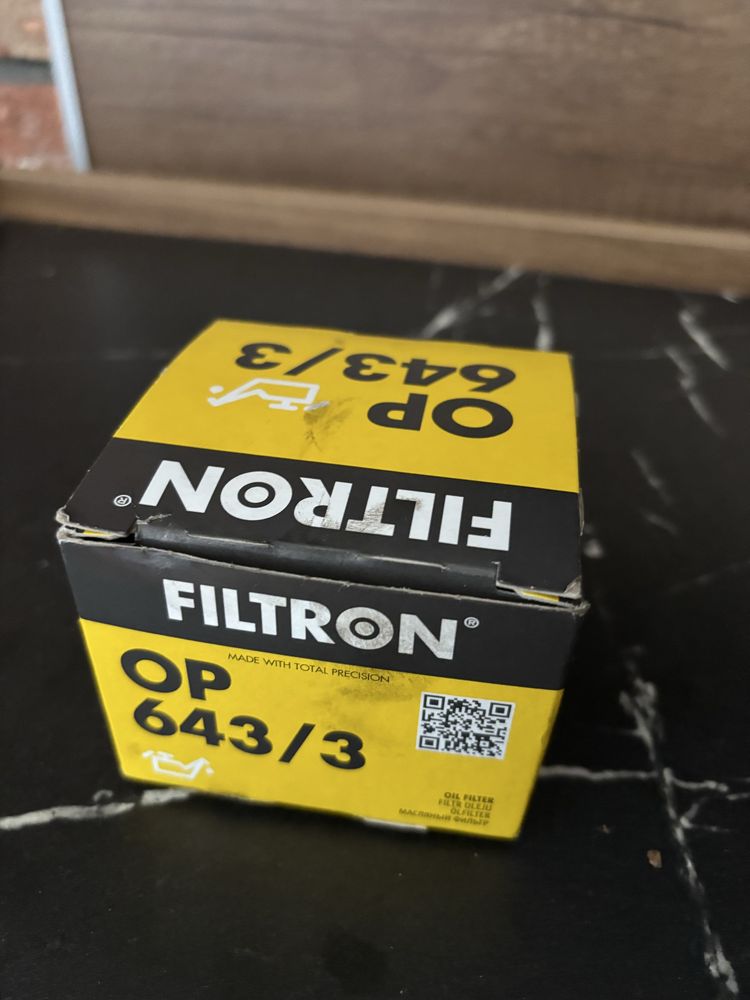 OP
643/3
FILTRON®
FILTRON®
MADE WITH TOTAL PRECISION
OP
643/3
OIL FILTER
FILTR OLEJU
ÖLFILTER
МАСЛЯНЫЙ ФИЛЬТР